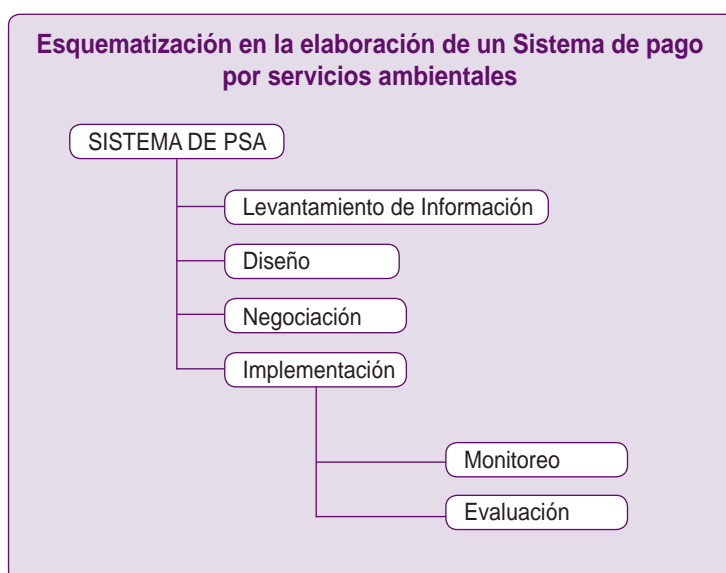 Esquematización en la elaboración de un Sistema de pago
por servicios ambientales
SISTEMA DE PSA
Levantamiento de Información
Diseño
Negociación
Implementación
Monitoreo
Evaluación